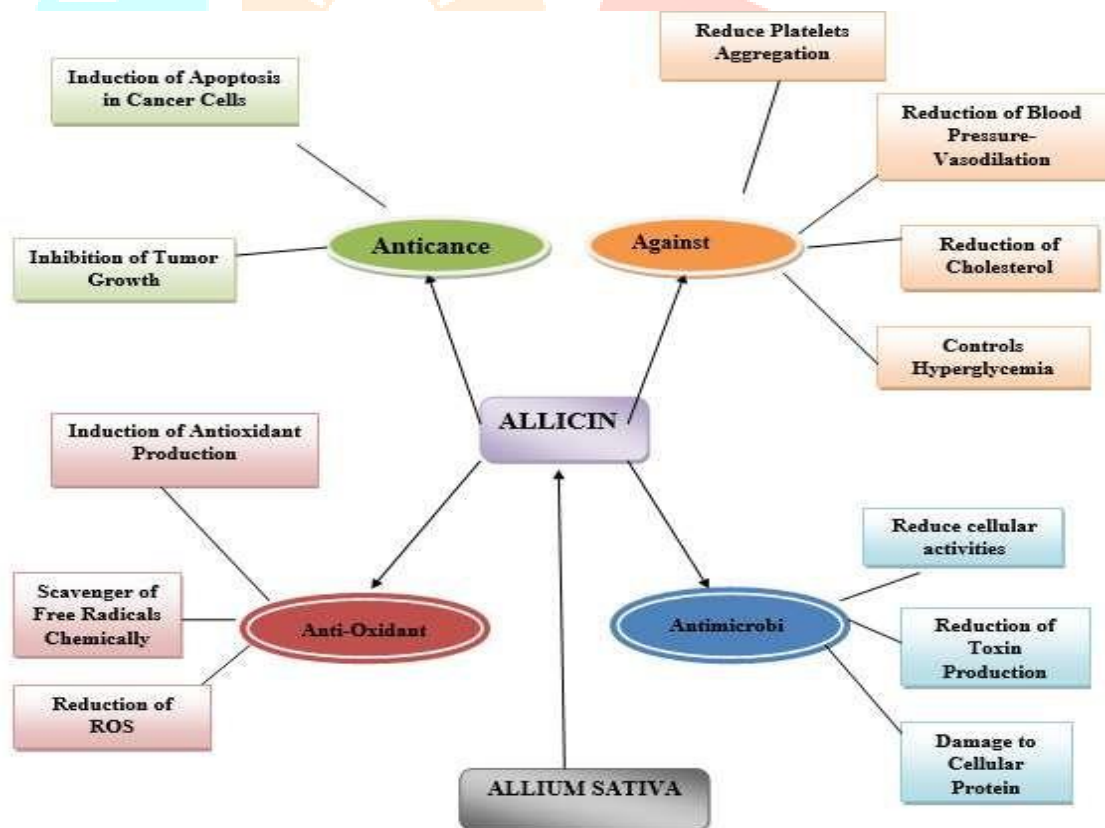 Reduce Platelets
Aggregation
Induction of Apoptosis
in Cancer Cells
Reduction of Blood
Pressure-
Vasodilation
Anticance
Against
Inhibition of Tumor
Growth
Reduction of
Cholesterol
Controls
Hyperglycemia
ALLICIN
Induction of Antioxidant
Production
Reduce cellular
activities
Scavenger of
Free Radicals
Chemically
Anti-Oxidant
Antimicrobi
Reduction of
Toxin
Production
Reduction of
ROS
Damage to
Cellular
Protein
ALLIUM SATIVA